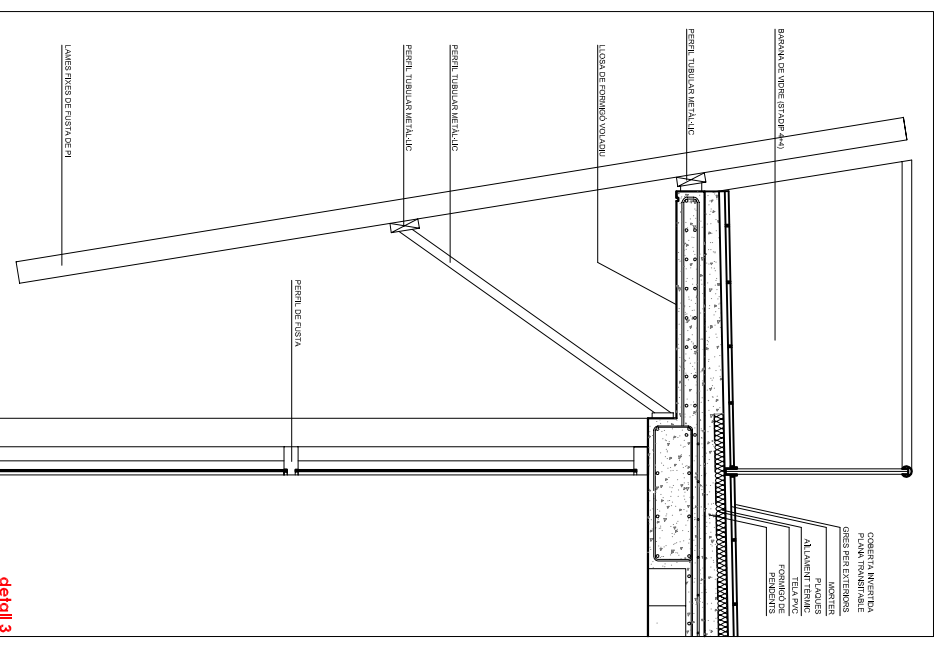 BARANA DE VIDRE (STADIP 4+4)
PERFIL TUBULAR METÀL·LIC
LLOSA DE FORMIGÓ VOLADIU
PERFIL TUBULAR METÀL·LIC
PERFIL TUBULAR METÀL·LIC
LAMES FIXES DE FUSTA DE PI
PERFIL DE FUSTA
COBERTA INVERTIDA
PLANA TRANSITABLE
GRES PER EXTERIORS
MORTER
PLAQUES
AÏLLAMENT TÈRMIC
TELA PVC
FORMIGÓ DE
PENDENTS
detall 3